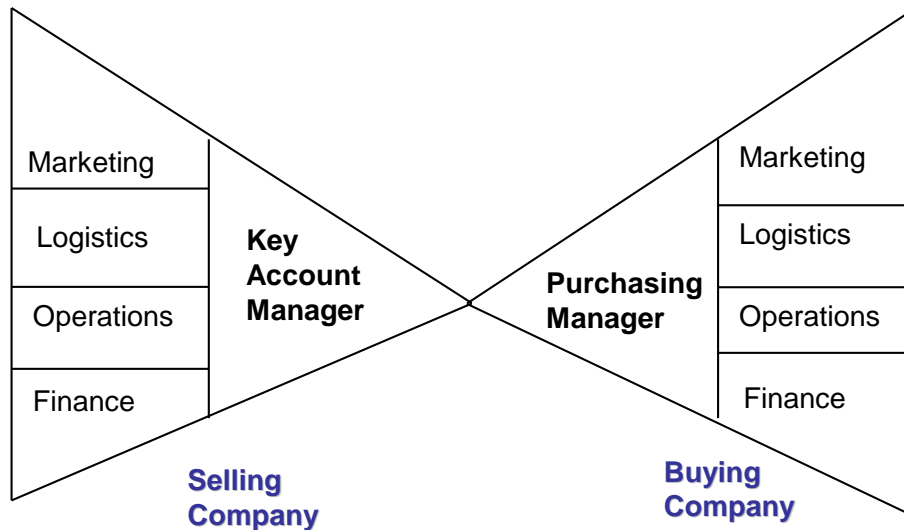 Marketing
Logistics
Operations
Finance
Key
Account
Manager
Purchasing
Manager
Marketing
Logistics
Operations
Finance
Selling
Company
Buying
Company